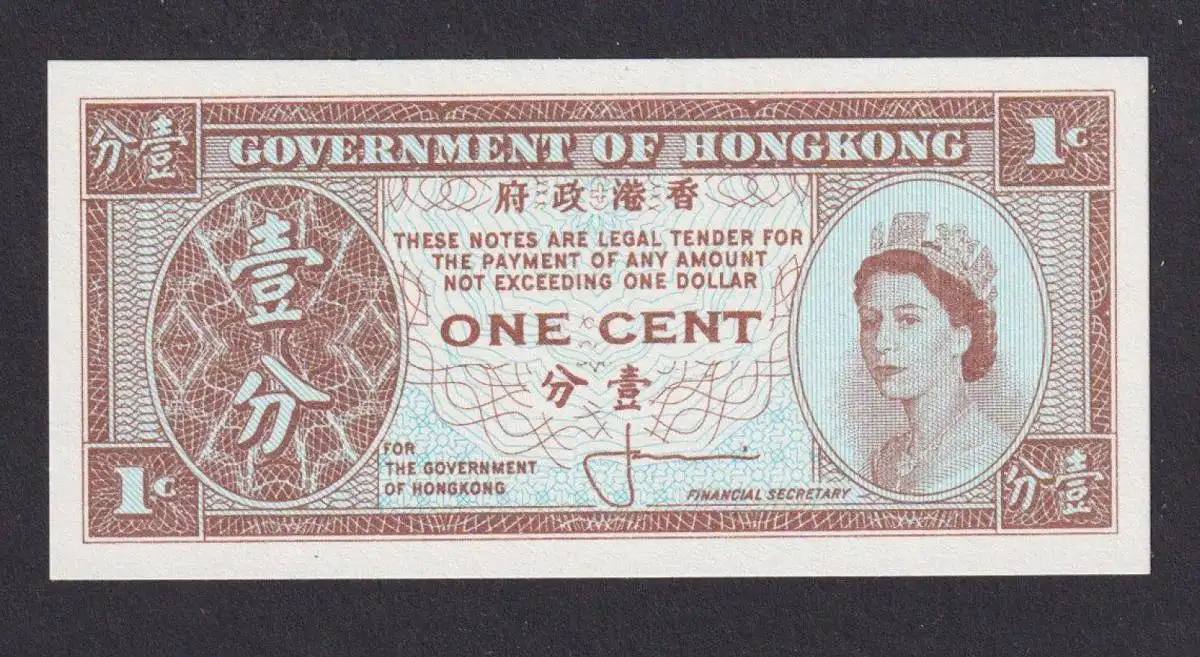 分壹
GOVERNMENT OF HONGKONG
1C
府政港香
THESE NOTES ARE LEGAL TENDER FOR
THE PAYMENT OF ANY AMOUNT
NOT EXCEEDING ONE DOLLAR
壹
分
ONE CENT
分壹
FOR
THE GOVERNMENT
OF HONGKONG
FINANCIAL SECRETARY
1C
分壹